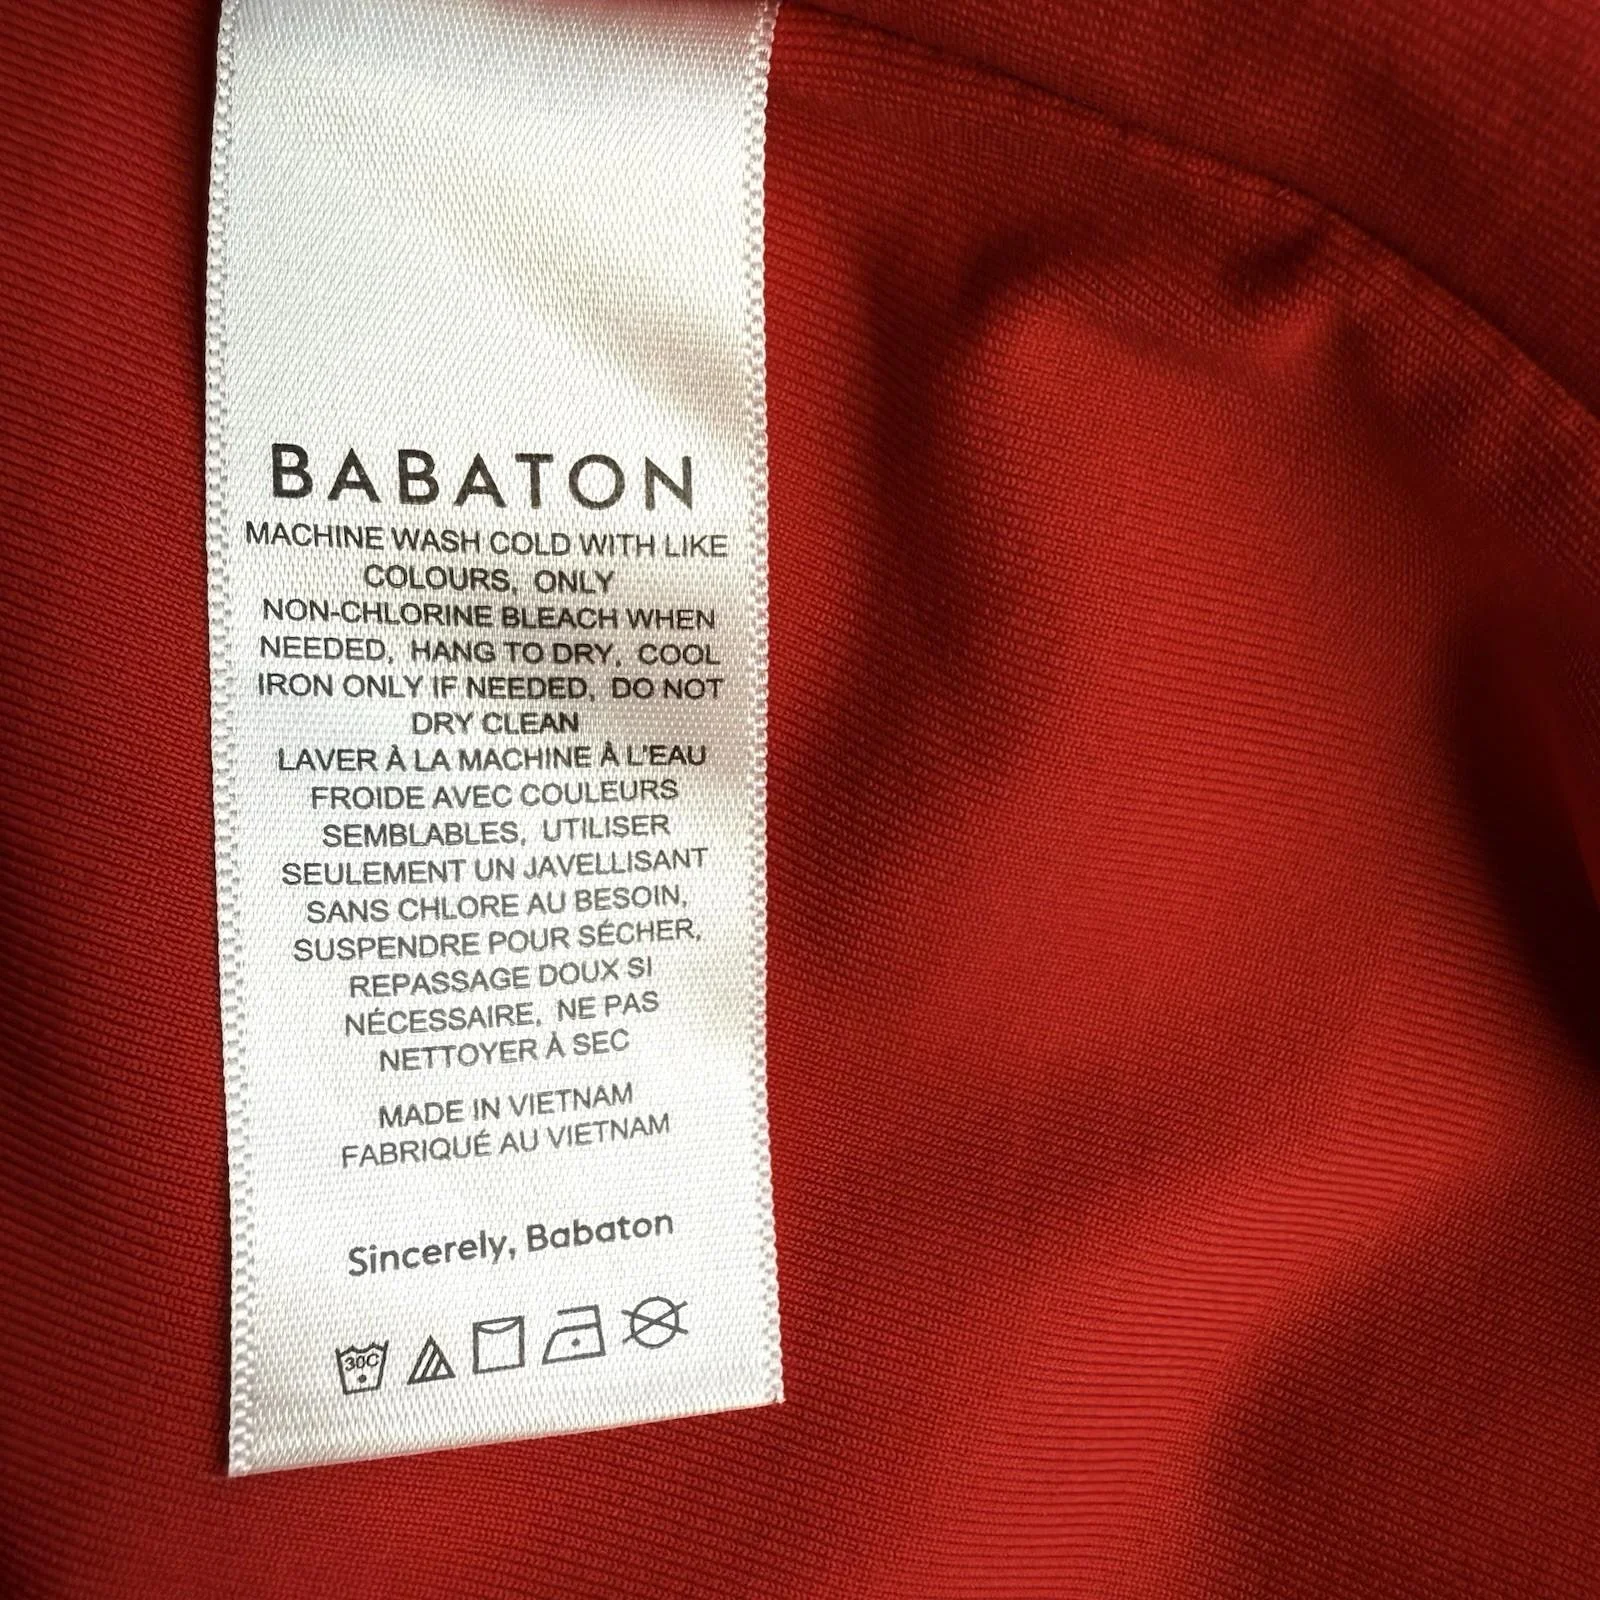 BABATON
MACHINE WASH COLD WITH LIKE
COLOURS, ONLY
NON-CHLORINE BLEACH WHEN
NEEDED, HANG TO DRY, COOL
IRON ONLY IF NEEDED, DO NOT
DRY CLEAN
LAVER À LA MACHINE À L'EAU
FROIDE AVEC COULEURS
SEMBLABLES, UTILISER
SEULEMENT UN JAVELLISANT
SANS CHLORE AU BESOIN,
SUSPENDRE POUR SÉCHER,
REPASSAGE DOUX SI
NÉCESSAIRE, NE PAS
NETTOYER À SEC
MADE IN VIETNAM
FABRIQUÉ AU VIETNAM
Sincerely, Babaton
30C